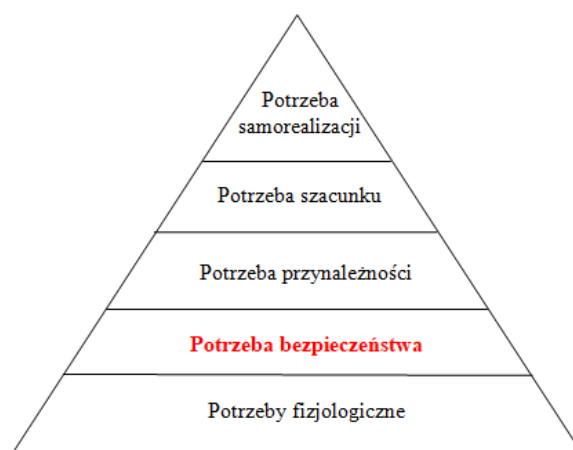 Potrzeba
samorealizacji
Potrzeba szacunku
Potrzeba przynależności
Potrzeba bezpieczeństwa
Potrzeby fizjologiczne